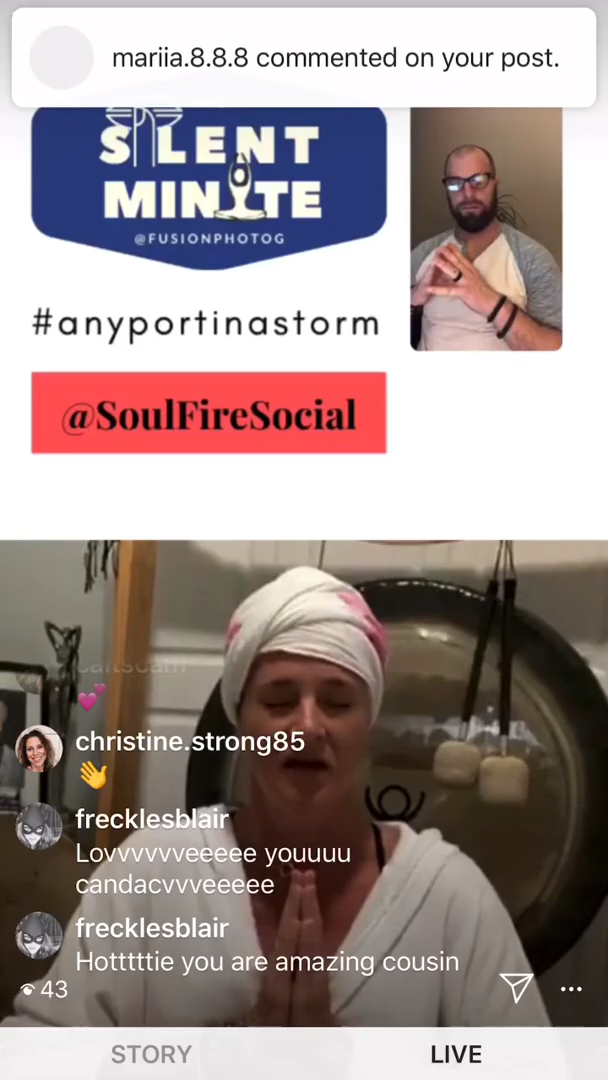 mariia.8.8.8 commented on your post.
SILENT
MINUTE
@FUSIONPHOTOG
#anyportinastorm
@SoulFireSocial
christine.strong85
👋
frecklesblair
Lovvvvvveeeee youuuu
candacvvveeeee
frecklesblair
Hotttttie you are amazing cousin
43
STORY
LIVE